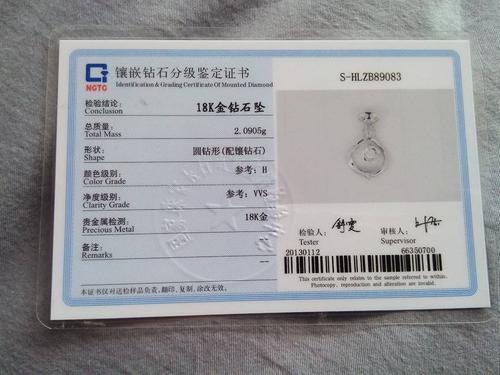 NGTC
镶嵌钻石分级鉴定证书
Identification & Grading Certificate Of Mounted Diamond
S-HLZB89083
检验结论:
Conclusion
18K金钻石坠
总质量:
Total Mass
2.0905g
形状:
Shape
圆钻形(配镶钻石)
颜色级别:
Color Grade
参考: H
净度级别:
Clarity Grade
参考: VVS
贵金属检测:
Precious Metal
18K金
备注:
Remarks
---
本证书仅对送检样品负责,翻印、复制、涂改无效。
检验人:
Tester
舒雯
审核人:
Supervisor
20130112
66350700
This certificate only relates to the sample certified.
Photocopy, reproduction and alteration are invalid.